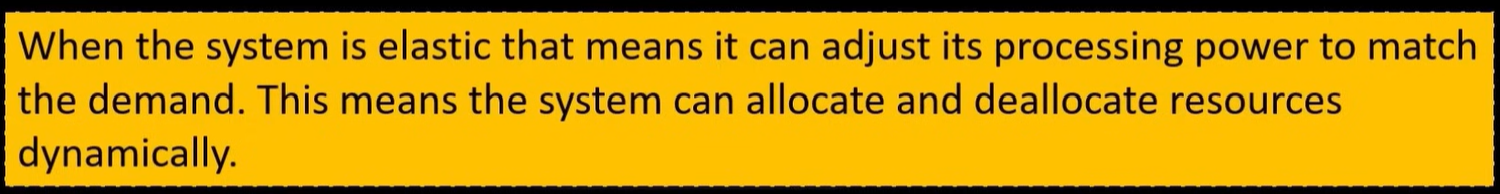 When the system is elastic that means it can adjust its processing power to match
the demand. This means the system can allocate and deallocate resources
dynamically.